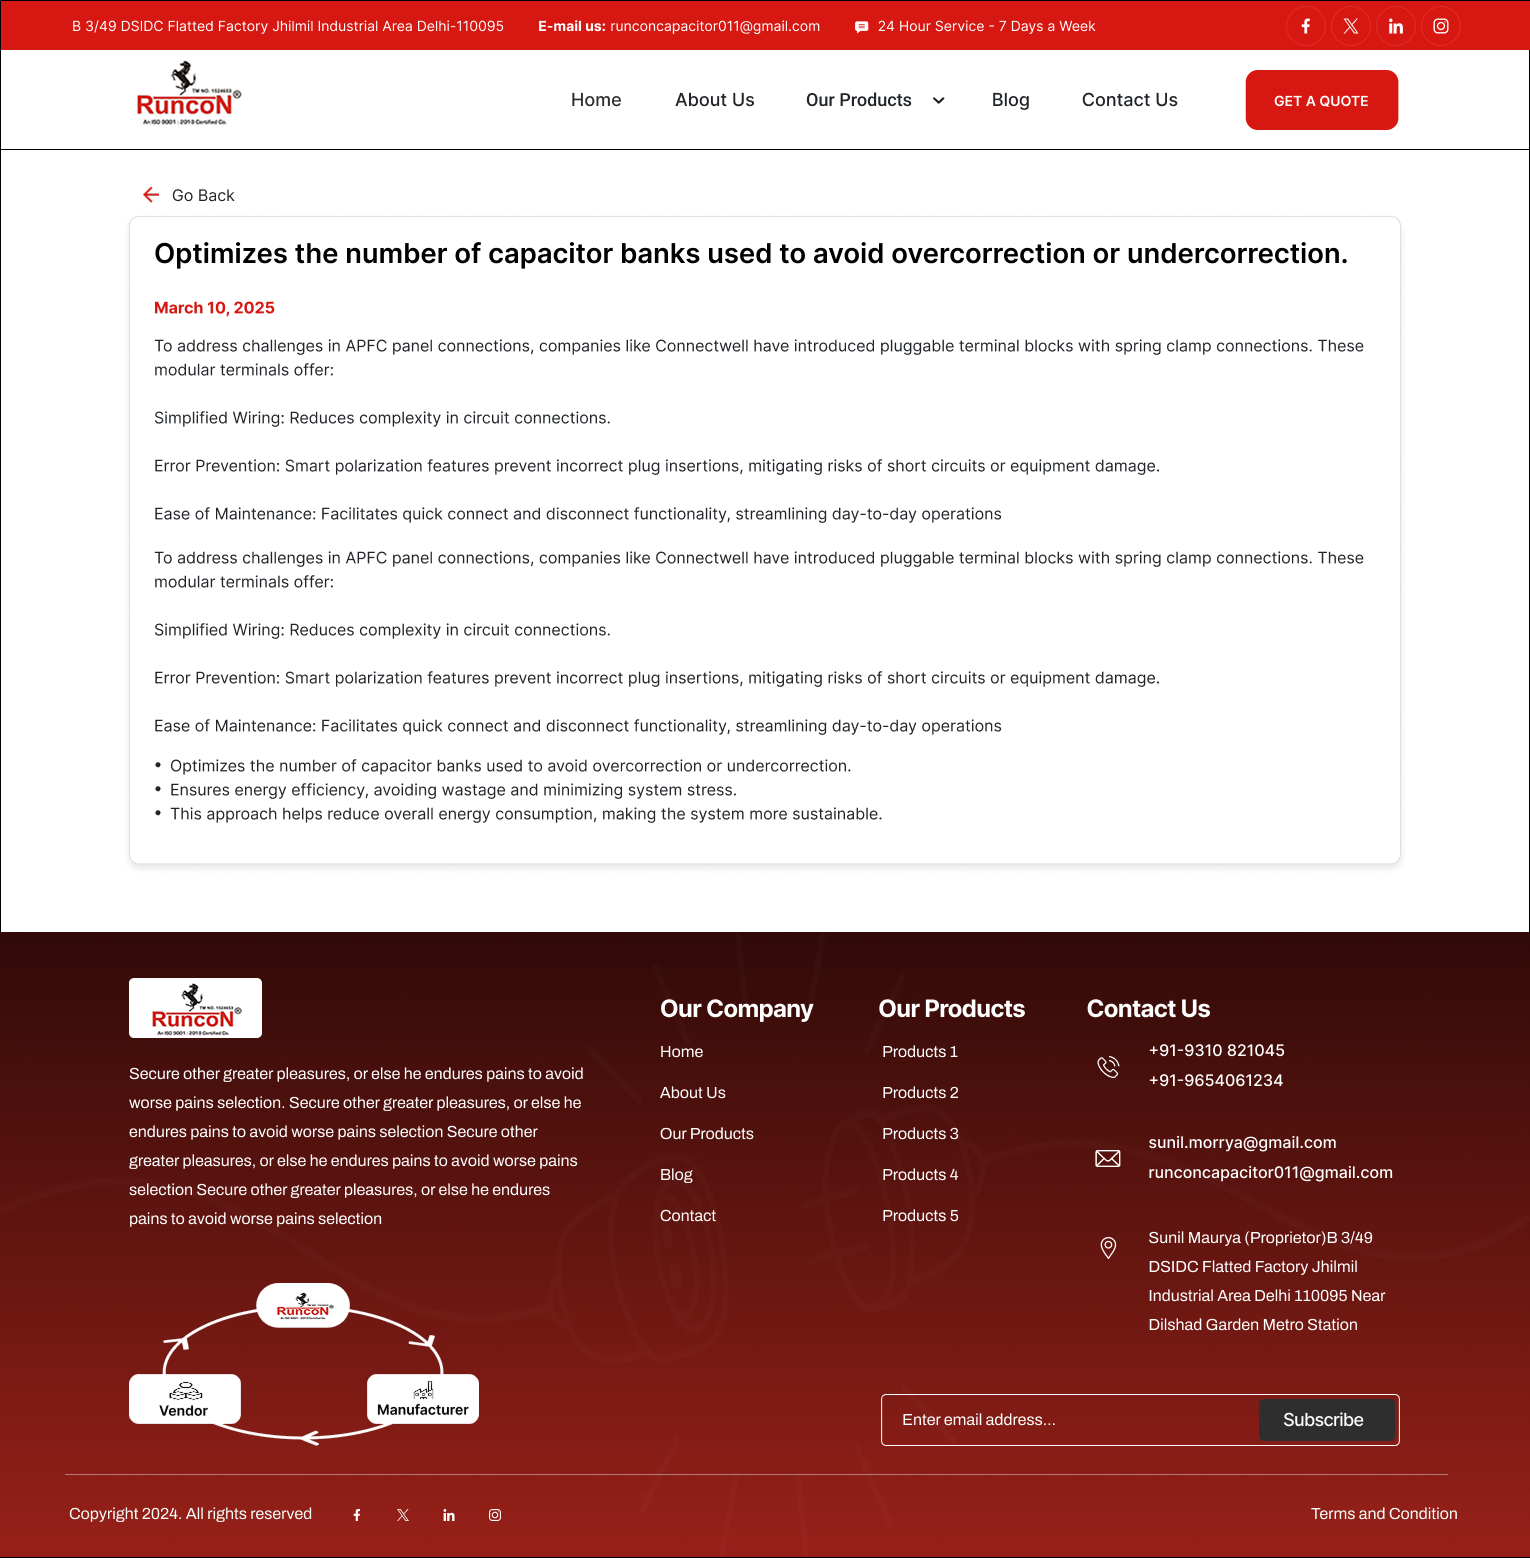 B 3/49 DSIDC Flatted Factory Jhilmil Industrial Area Delhi-110095
E-mail us: runconcapacitor011@gmail.com
24 Hour Service - 7 Days a Week
TM NO. 1524653
RuncoN®
An ISO 9001 : 2015 Certified Co.
Home
About Us
Our Products
Blog
Contact Us
GET A QUOTE
Go Back
Optimizes the number of capacitor banks used to avoid overcorrection or undercorrection.
March 10, 2025
To address challenges in APFC panel connections, companies like Connectwell have introduced pluggable terminal blocks with spring clamp connections. These
modular terminals offer:
Simplified Wiring: Reduces complexity in circuit connections.
Error Prevention: Smart polarization features prevent incorrect plug insertions, mitigating risks of short circuits or equipment damage.
Ease of Maintenance: Facilitates quick connect and disconnect functionality, streamlining day-to-day operations
To address challenges in APFC panel connections, companies like Connectwell have introduced pluggable terminal blocks with spring clamp connections. These
modular terminals offer:
Simplified Wiring: Reduces complexity in circuit connections.
Error Prevention: Smart polarization features prevent incorrect plug insertions, mitigating risks of short circuits or equipment damage.
Ease of Maintenance: Facilitates quick connect and disconnect functionality, streamlining day-to-day operations
• Optimizes the number of capacitor banks used to avoid overcorrection or undercorrection.
• Ensures energy efficiency, avoiding wastage and minimizing system stress.
• This approach helps reduce overall energy consumption, making the system more sustainable.
RuncoN®
Secure other greater pleasures, or else he endures pains to avoid
worse pains selection. Secure other greater pleasures, or else he
endures pains to avoid worse pains selection Secure other
greater pleasures, or else he endures pains to avoid worse pains
selection Secure other greater pleasures, or else he endures
pains to avoid worse pains selection
RuncoN®
Vendor
Manufacturer
Our Company
Home
About Us
Our Products
Blog
Contact
Our Products
Products 1
Products 2
Products 3
Products 4
Products 5
Contact Us
+91-9310 821045
+91-9654061234
sunil.morrya@gmail.com
runconcapacitor011@gmail.com
Sunil Maurya (Proprietor)B 3/49
DSIDC Flatted Factory Jhilmil
Industrial Area Delhi 110095 Near
Dilshad Garden Metro Station
Enter email address...
Subscribe
Copyright 2024. All rights reserved
Terms and Condition